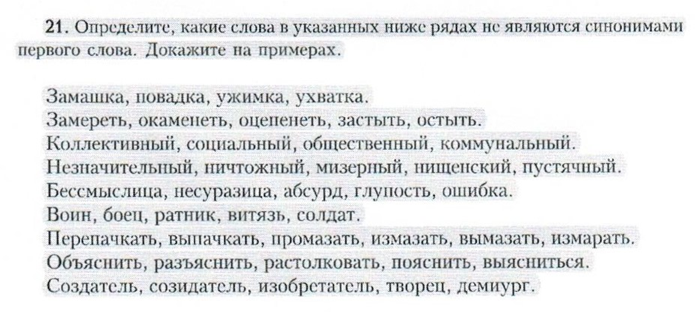 21. Определите, какие слова в указанных ниже рядах не являются синонимами
первого слова. Докажите на примерах.
Замашка, повадка, ужимка, ухватка.
Замереть, окаменеть, оцепенеть, застыть, остыть.
Коллективный, социальный, общественный, коммунальный.
Незначительный, ничтожный, мизерный, нищенский, пустячный.
Бессмыслица, несуразица, абсурд, глупость, ошибка.
Воин, боец, ратник, витязь, солдат.
Перепачкать, выпачкать, промазать, измазать, вымазать, измарать.
Объяснить, разъяснить, растолковать, пояснить, выясниться.
Создатель, созидатель, изобретатель, творец, демиург.